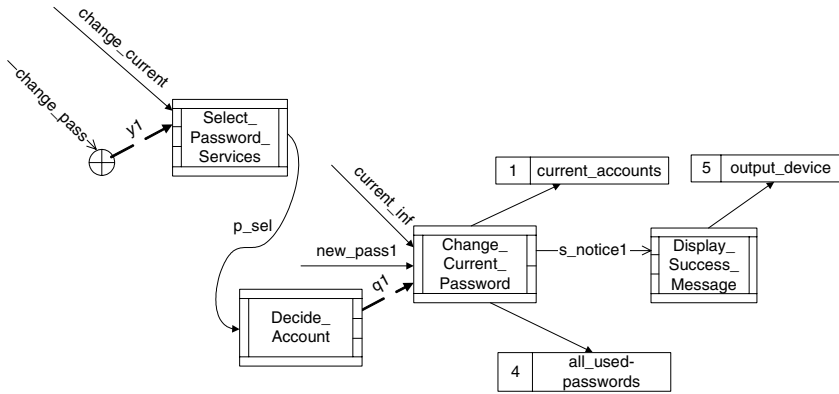 change_current
change_pass
y1
Select_
Password_
Services
p_sel
current_inf
new_pass1
q1
Decide_
Account
Change_
Current_
Password
1 current_accounts
5 output_device
s_notice1
Display_
Success_
Message
4 all_used-
passwords